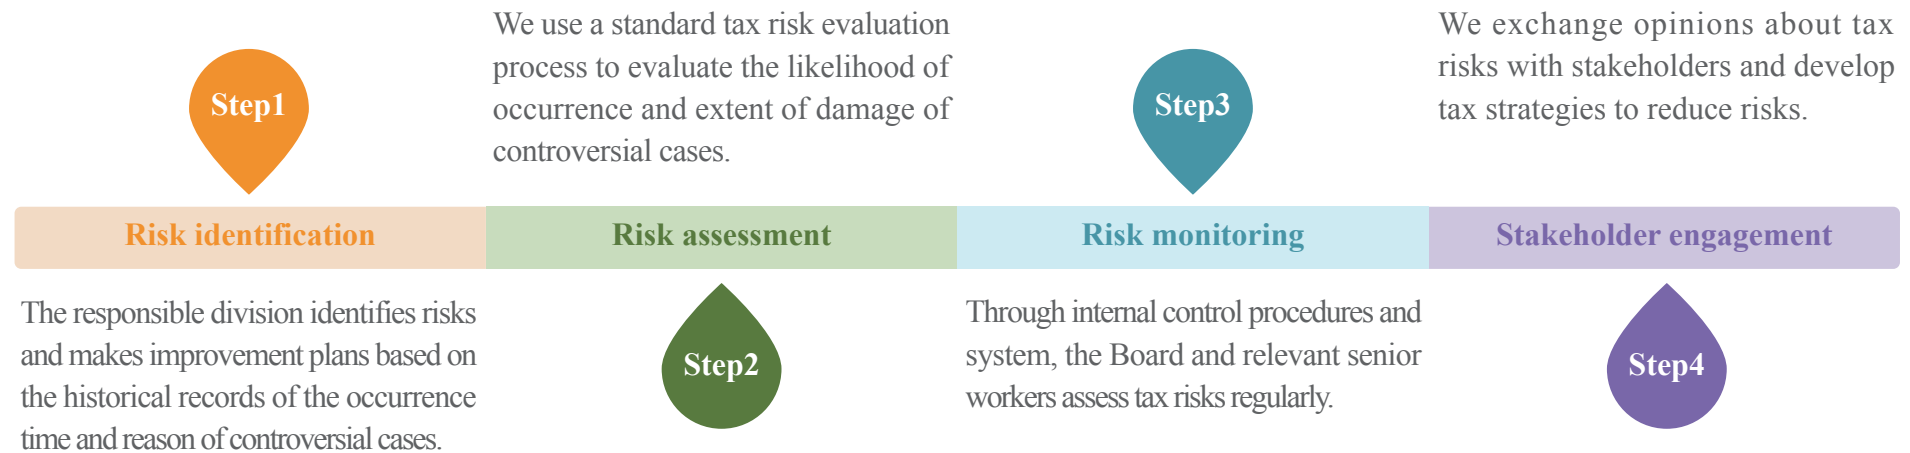 Step1
Risk identification
The responsible division identifies risks
and makes improvement plans based on
the historical records of the occurrence
time and reason of controversial cases.
We use a standard tax risk evaluation
process to evaluate the likelihood of
occurrence and extent of damage of
controversial cases.
Risk assessment
Step2
Step3
Risk monitoring
Through internal control procedures and
system, the Board and relevant senior
workers assess tax risks regularly.
We exchange opinions about tax
risks with stakeholders and develop
tax strategies to reduce risks.
Stakeholder engagement
Step4